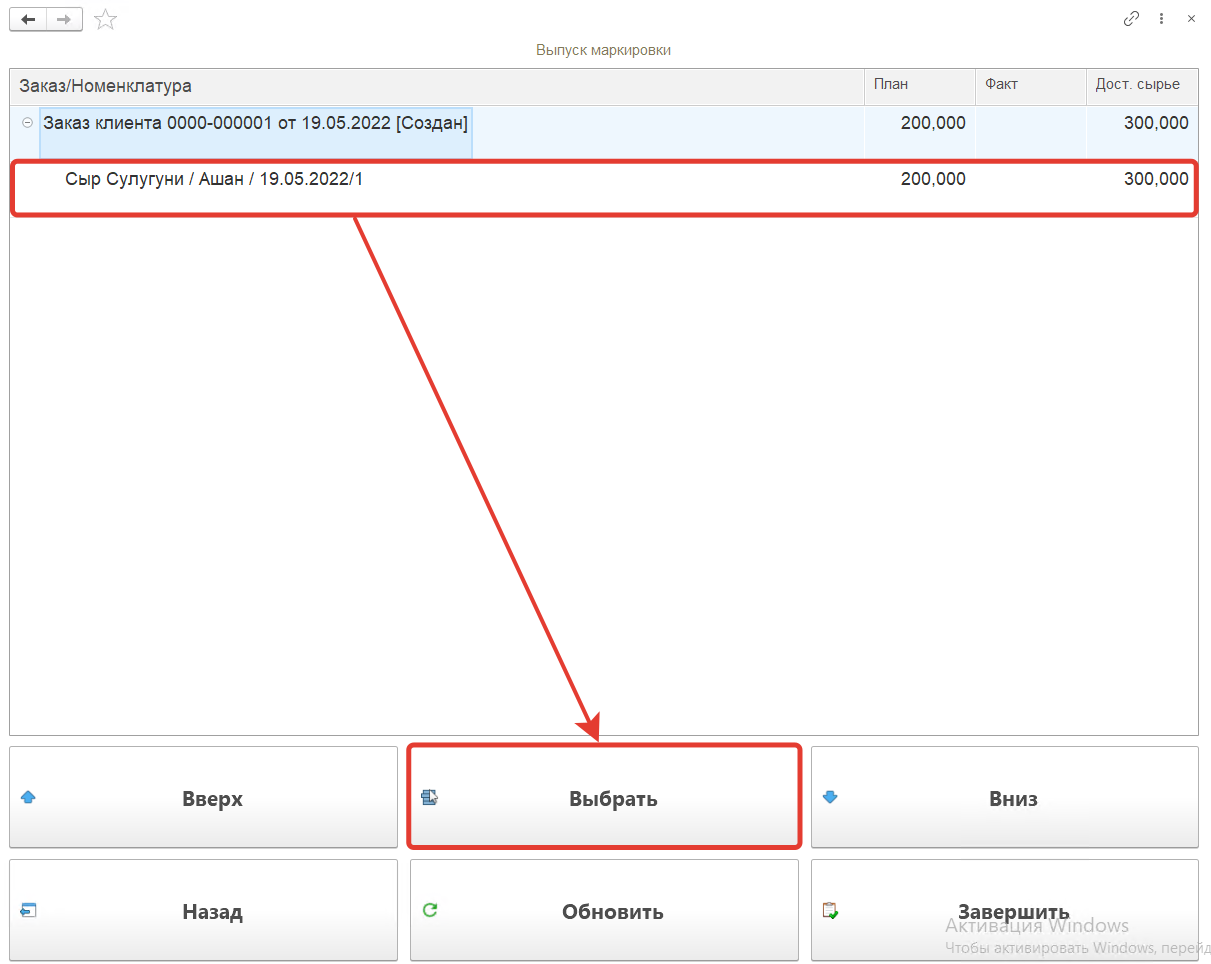 Выпуск маркировки
Заказ/Номенклатура План Факт Дост. сырье
Заказ клиента 0000-000001 от 19.05.2022 [Создан] 200,000 300,000
Сыр Сулугуни / Ашан / 19.05.2022/1 200,000 300,000
Вверх Выбрать Вниз
Назад Обновить Завершить
Активация Windows
Чтобы активировать Windows, перейд